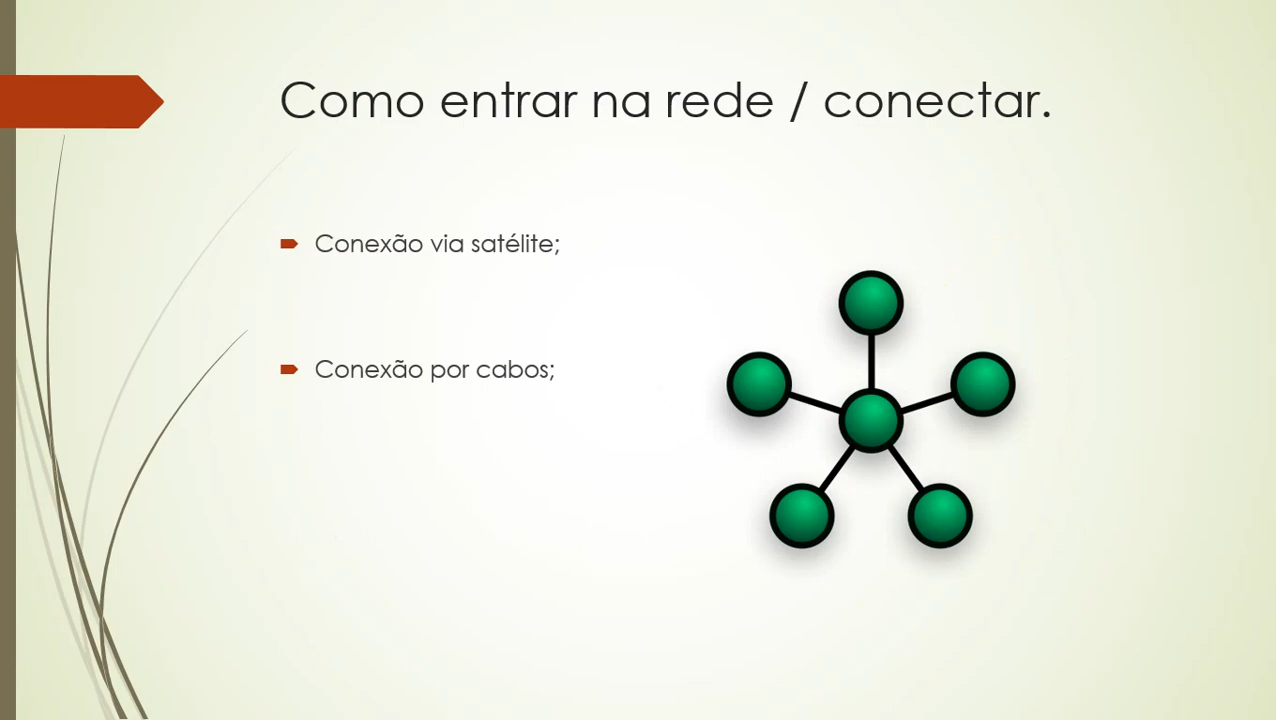 Como entrar na rede / conectar.
Conexão via satélite;
Conexão por cabos;